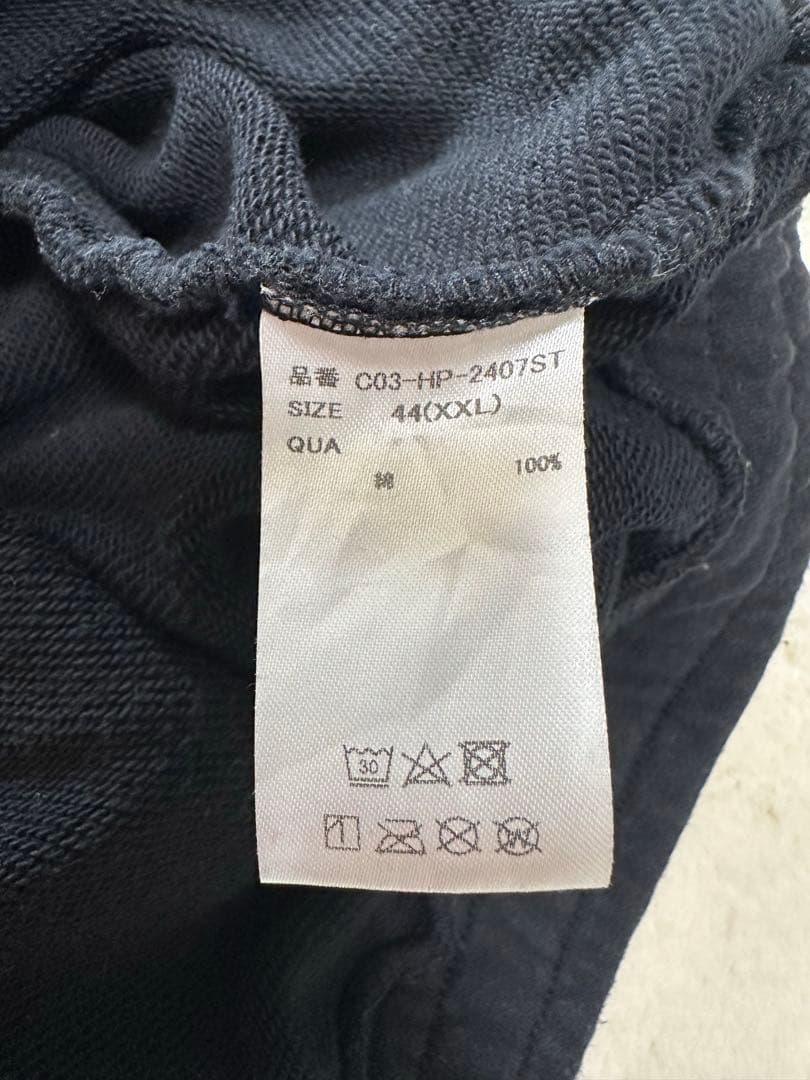 品番 C03-HP-2407ST
SIZE 44(XXL)
QUA
綿 100%
30
W